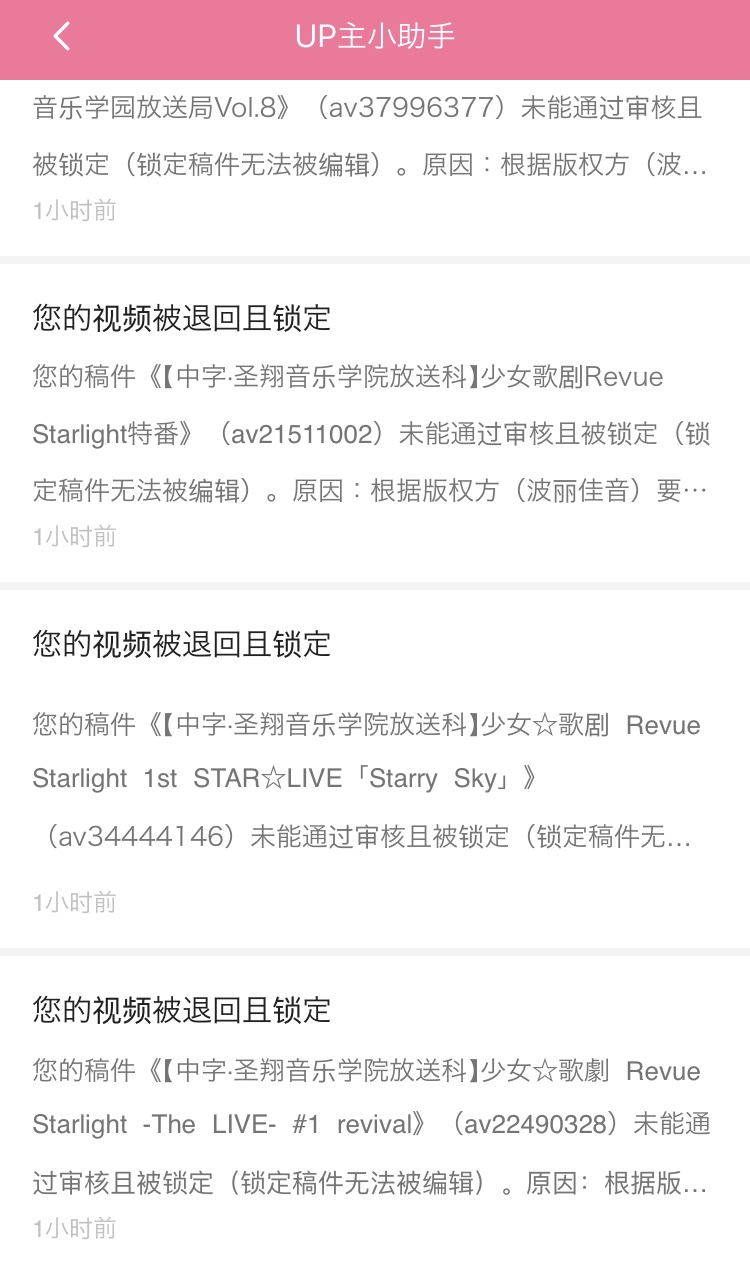 UP主小助手
音乐学园放送局Vol.8》（av37996377）未能通过审核且
被锁定（锁定稿件无法被编辑）。原因：根据版权方（波...
1小时前
您的视频被退回且锁定
您的稿件《【中字·圣翔音乐学院放送科】少女歌剧Revue
Starlight特番》（av21511002）未能通过审核且被锁定（锁
定稿件无法被编辑）。原因：根据版权方（波丽佳音）要…
1小时前
您的视频被退回且锁定
您的稿件《【中字·圣翔音乐学院放送科】少女☆歌剧 Revue
Starlight 1st STAR☆LIVE「Starry Sky」》
（av34444146）未能通过审核且被锁定（锁定稿件无...
1小时前
您的视频被退回且锁定
您的稿件《【中字·圣翔音乐学院放送科】少女☆歌劇 Revue
Starlight -The LIVE- #1 revival》（av22490328）未能通
过审核且被锁定（锁定稿件无法被编辑）。原因: 根据版...
1小时前